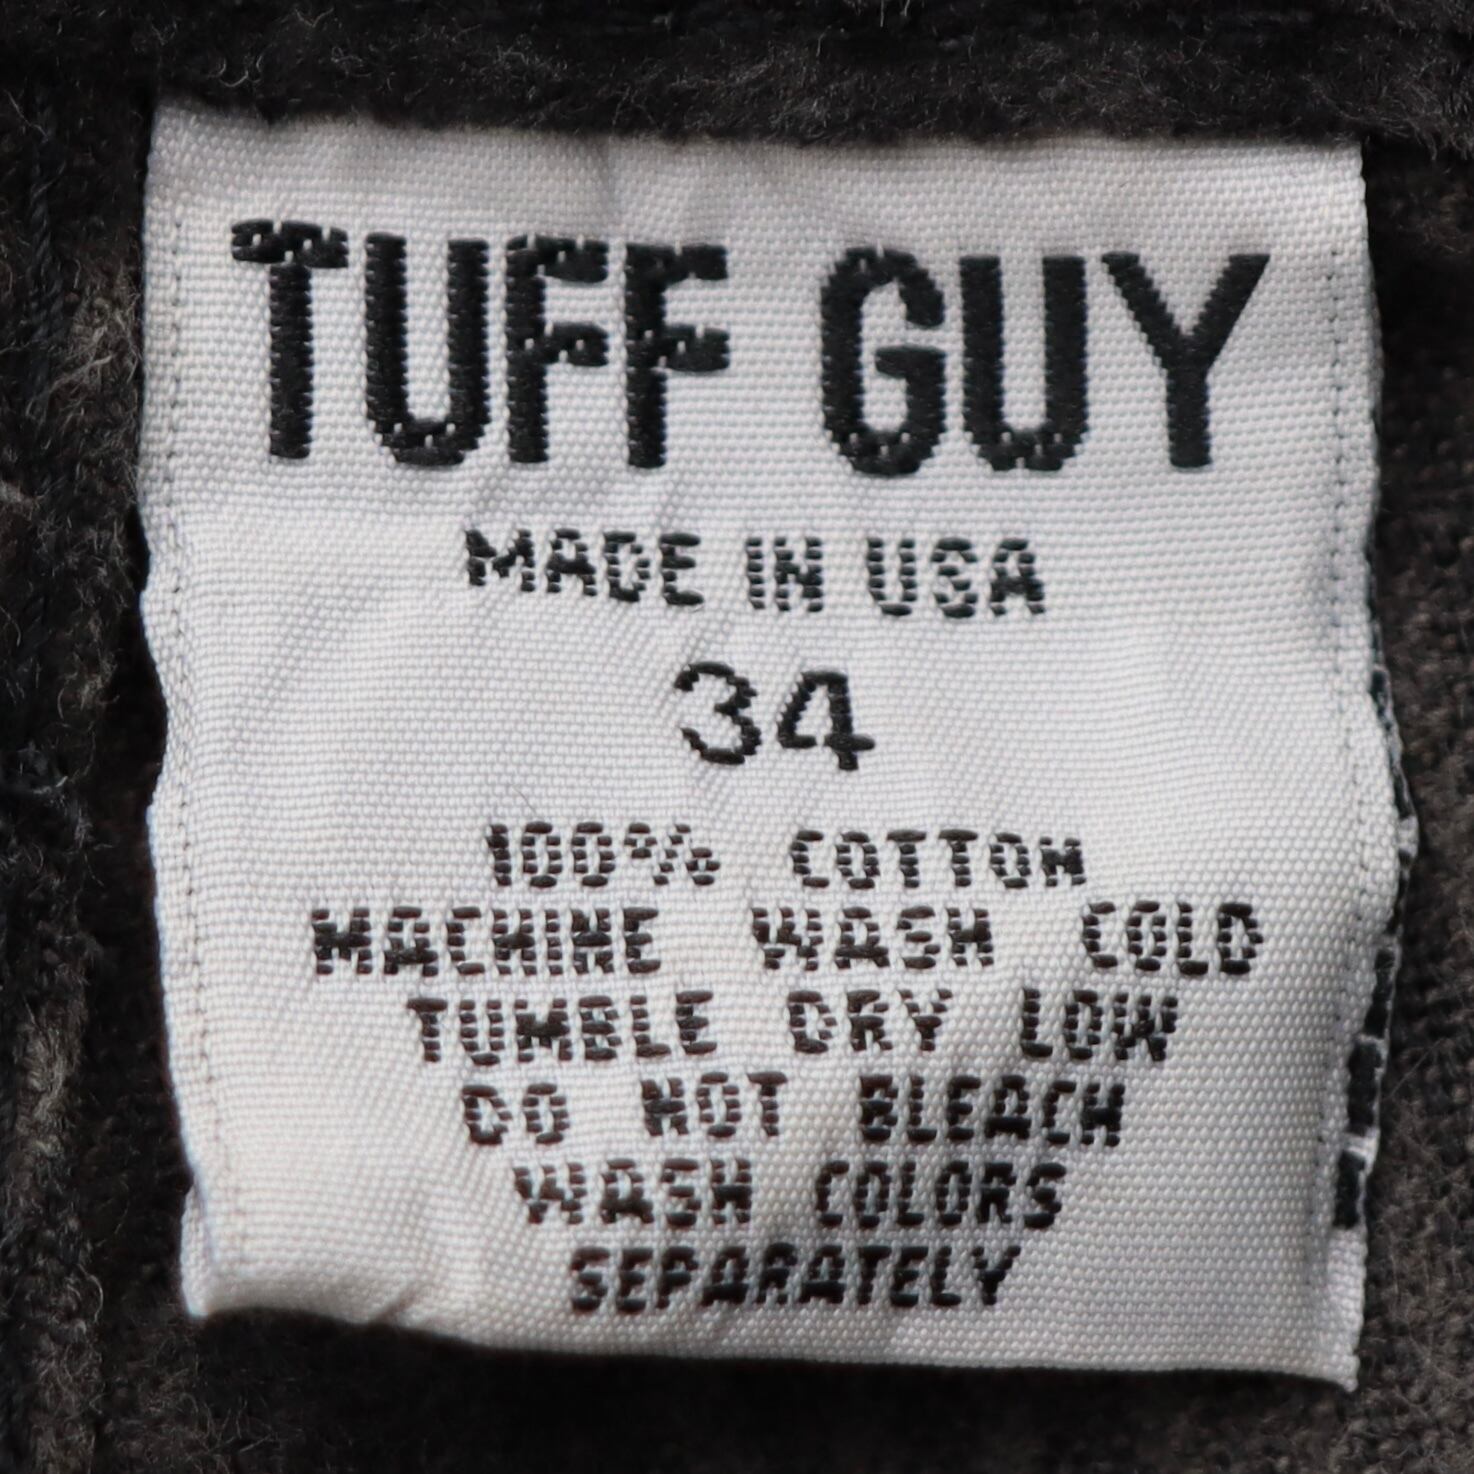 TUFF GUY
MADE IN USA
34
100% COTTON
MACHINE WASH COLD
TUMBLE DRY LOW
DO NOT BLEACH
WASH COLORS
SEPARATELY